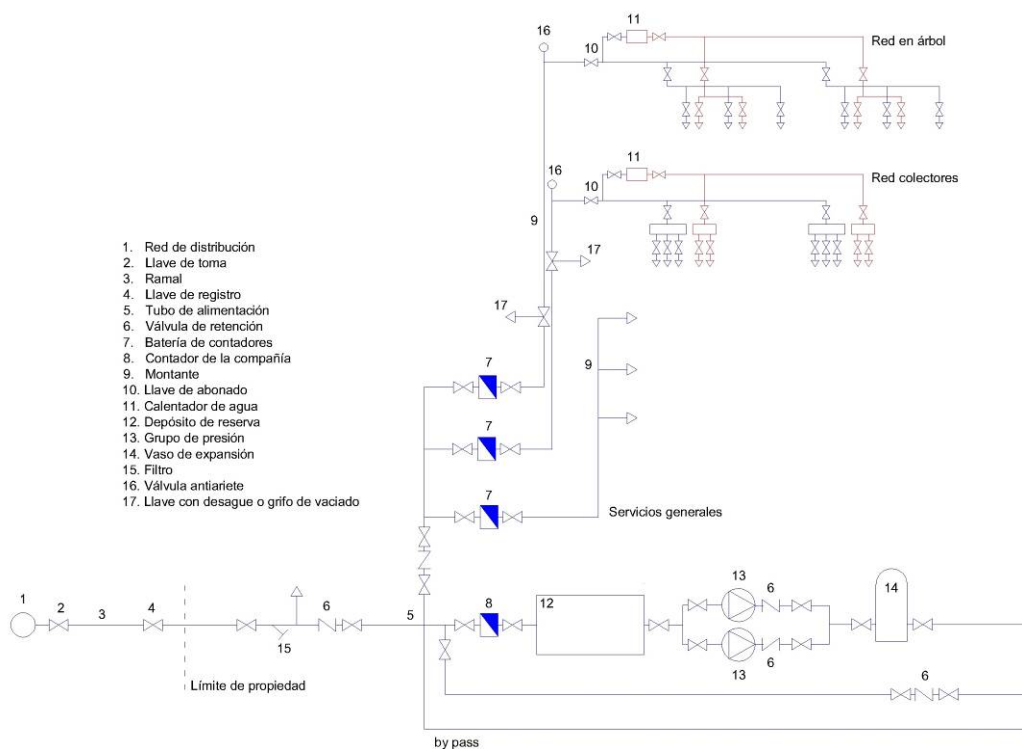 16
11
10
Red en árbol
11
16
10
Red colectores
9
17
1. Red de distribución
2. Llave de toma
3. Ramal
4. Llave de registro
5. Tubo de alimentación
6. Válvula de retención
7. Batería de contadores
8. Contador de la compañía
9. Montante
10. Llave de abonado
11. Calentador de agua
12. Depósito de reserva
13. Grupo de presión
14. Vaso de expansión
15. Filtro
16. Válvula antiariete
17. Llave con desague o grifo de vaciado
17
7
9
7
7
Servicios generales
1
2
3
4
15
6
5
8
12
13
6
14
13
6
6
Límite de propiedad
by pass